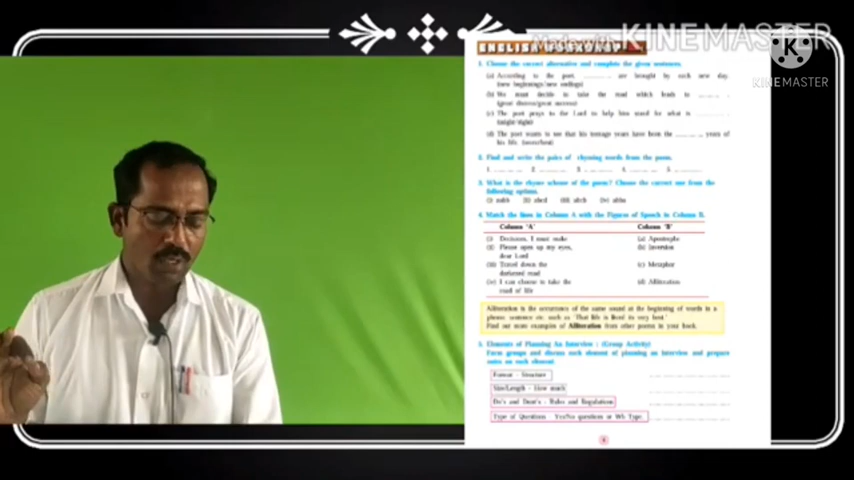 Made with KINEMASTER
KINEMASTER
ENGLISH WORKSHOP
1. Choose the correct alternative and complete the given sentences.
(a) According to the poet, ............ are brought by each new day.
(new beginnings/new endings)
(b) We must decide to take the road which leads to ............
(great distress/great success)
(c) The poet prays to the Lord to help him stand for what is ............
(might/right)
(d) The poet wants to see that his teenage years have been the ............ years of
his life. (worst/best)
2. Find and write the pairs of rhyming words from the poem.
1. ............ 2. ............ 3. ............ 4. ............ 5. ............
3. What is the rhyme scheme of the poem? Choose the correct one from the
following options.
(i) aabb (ii) abcd (iii) abcb (iv) abba
4. Match the lines in Column A with the Figures of Speech in Column B.
Column 'A' Column 'B'
(i) Decisions, I must make (a) Apostrophe
(ii) Please open up my eyes, (b) Inversion
dear Lord
(iii) Travel down the (c) Metaphor
darkened road
(iv) I can choose to take the (d) Alliteration
road of life
Alliteration is the occurrence of the same sound at the beginning of words in a
phrase sentence etc such as 'That life is lived its very best.'
Find out more examples of Alliteration from other poems in your book.
5. Elements of Planning An Interview : (Group Activity)
Form groups and discuss each element of planning an interview and prepare
notes on each element.
Format - Structure
Size/Length - How much
Do's and Dont's - Rules and Regulations
Type of Questions Yes/No questions or Wh Type